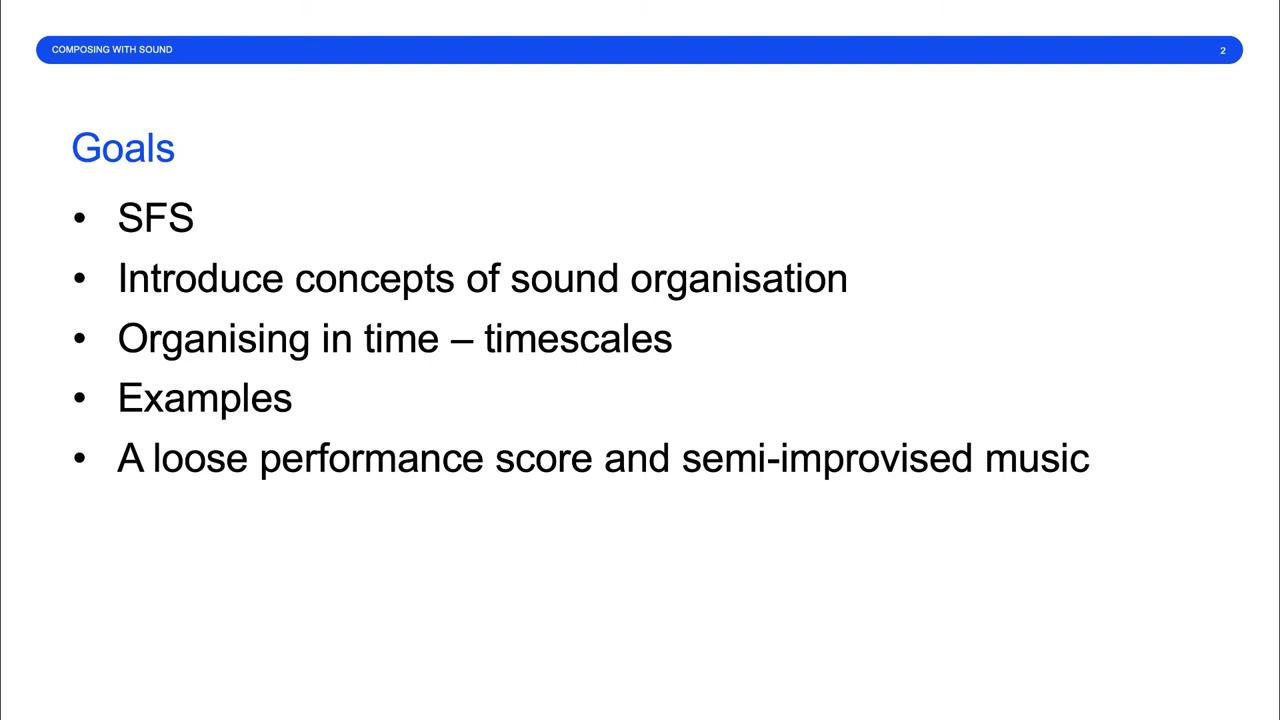 COMPOSING WITH SOUND 2
Goals
• SFS
• Introduce concepts of sound organisation
• Organising in time – timescales
• Examples
• A loose performance score and semi-improvised music